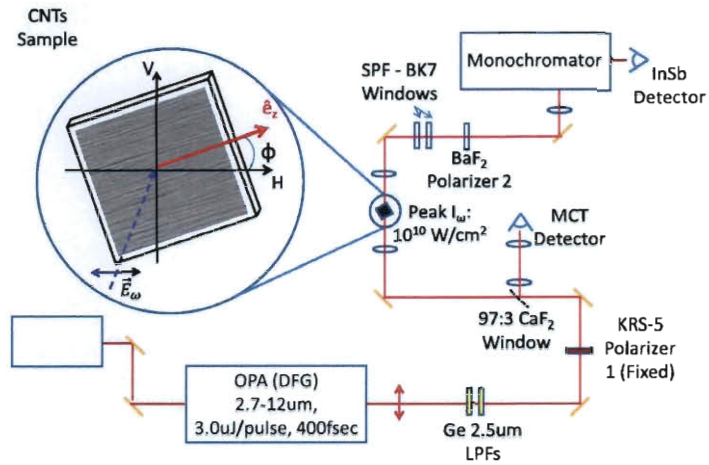 CNTs
Sample
V
ê_z
ϕ
H
E⃗_ω
Monochromator
InSb
Detector
SPF - BK7
Windows
BaF₂
Polarizer 2
Peak I_ω:
10¹⁰ W/cm²
MCT
Detector
97:3 CaF₂
Window
KRS-5
Polarizer
1 (Fixed)
OPA (DFG)
2.7-12um,
3.0uJ/pulse, 400fsec
Ge 2.5um
LPFs